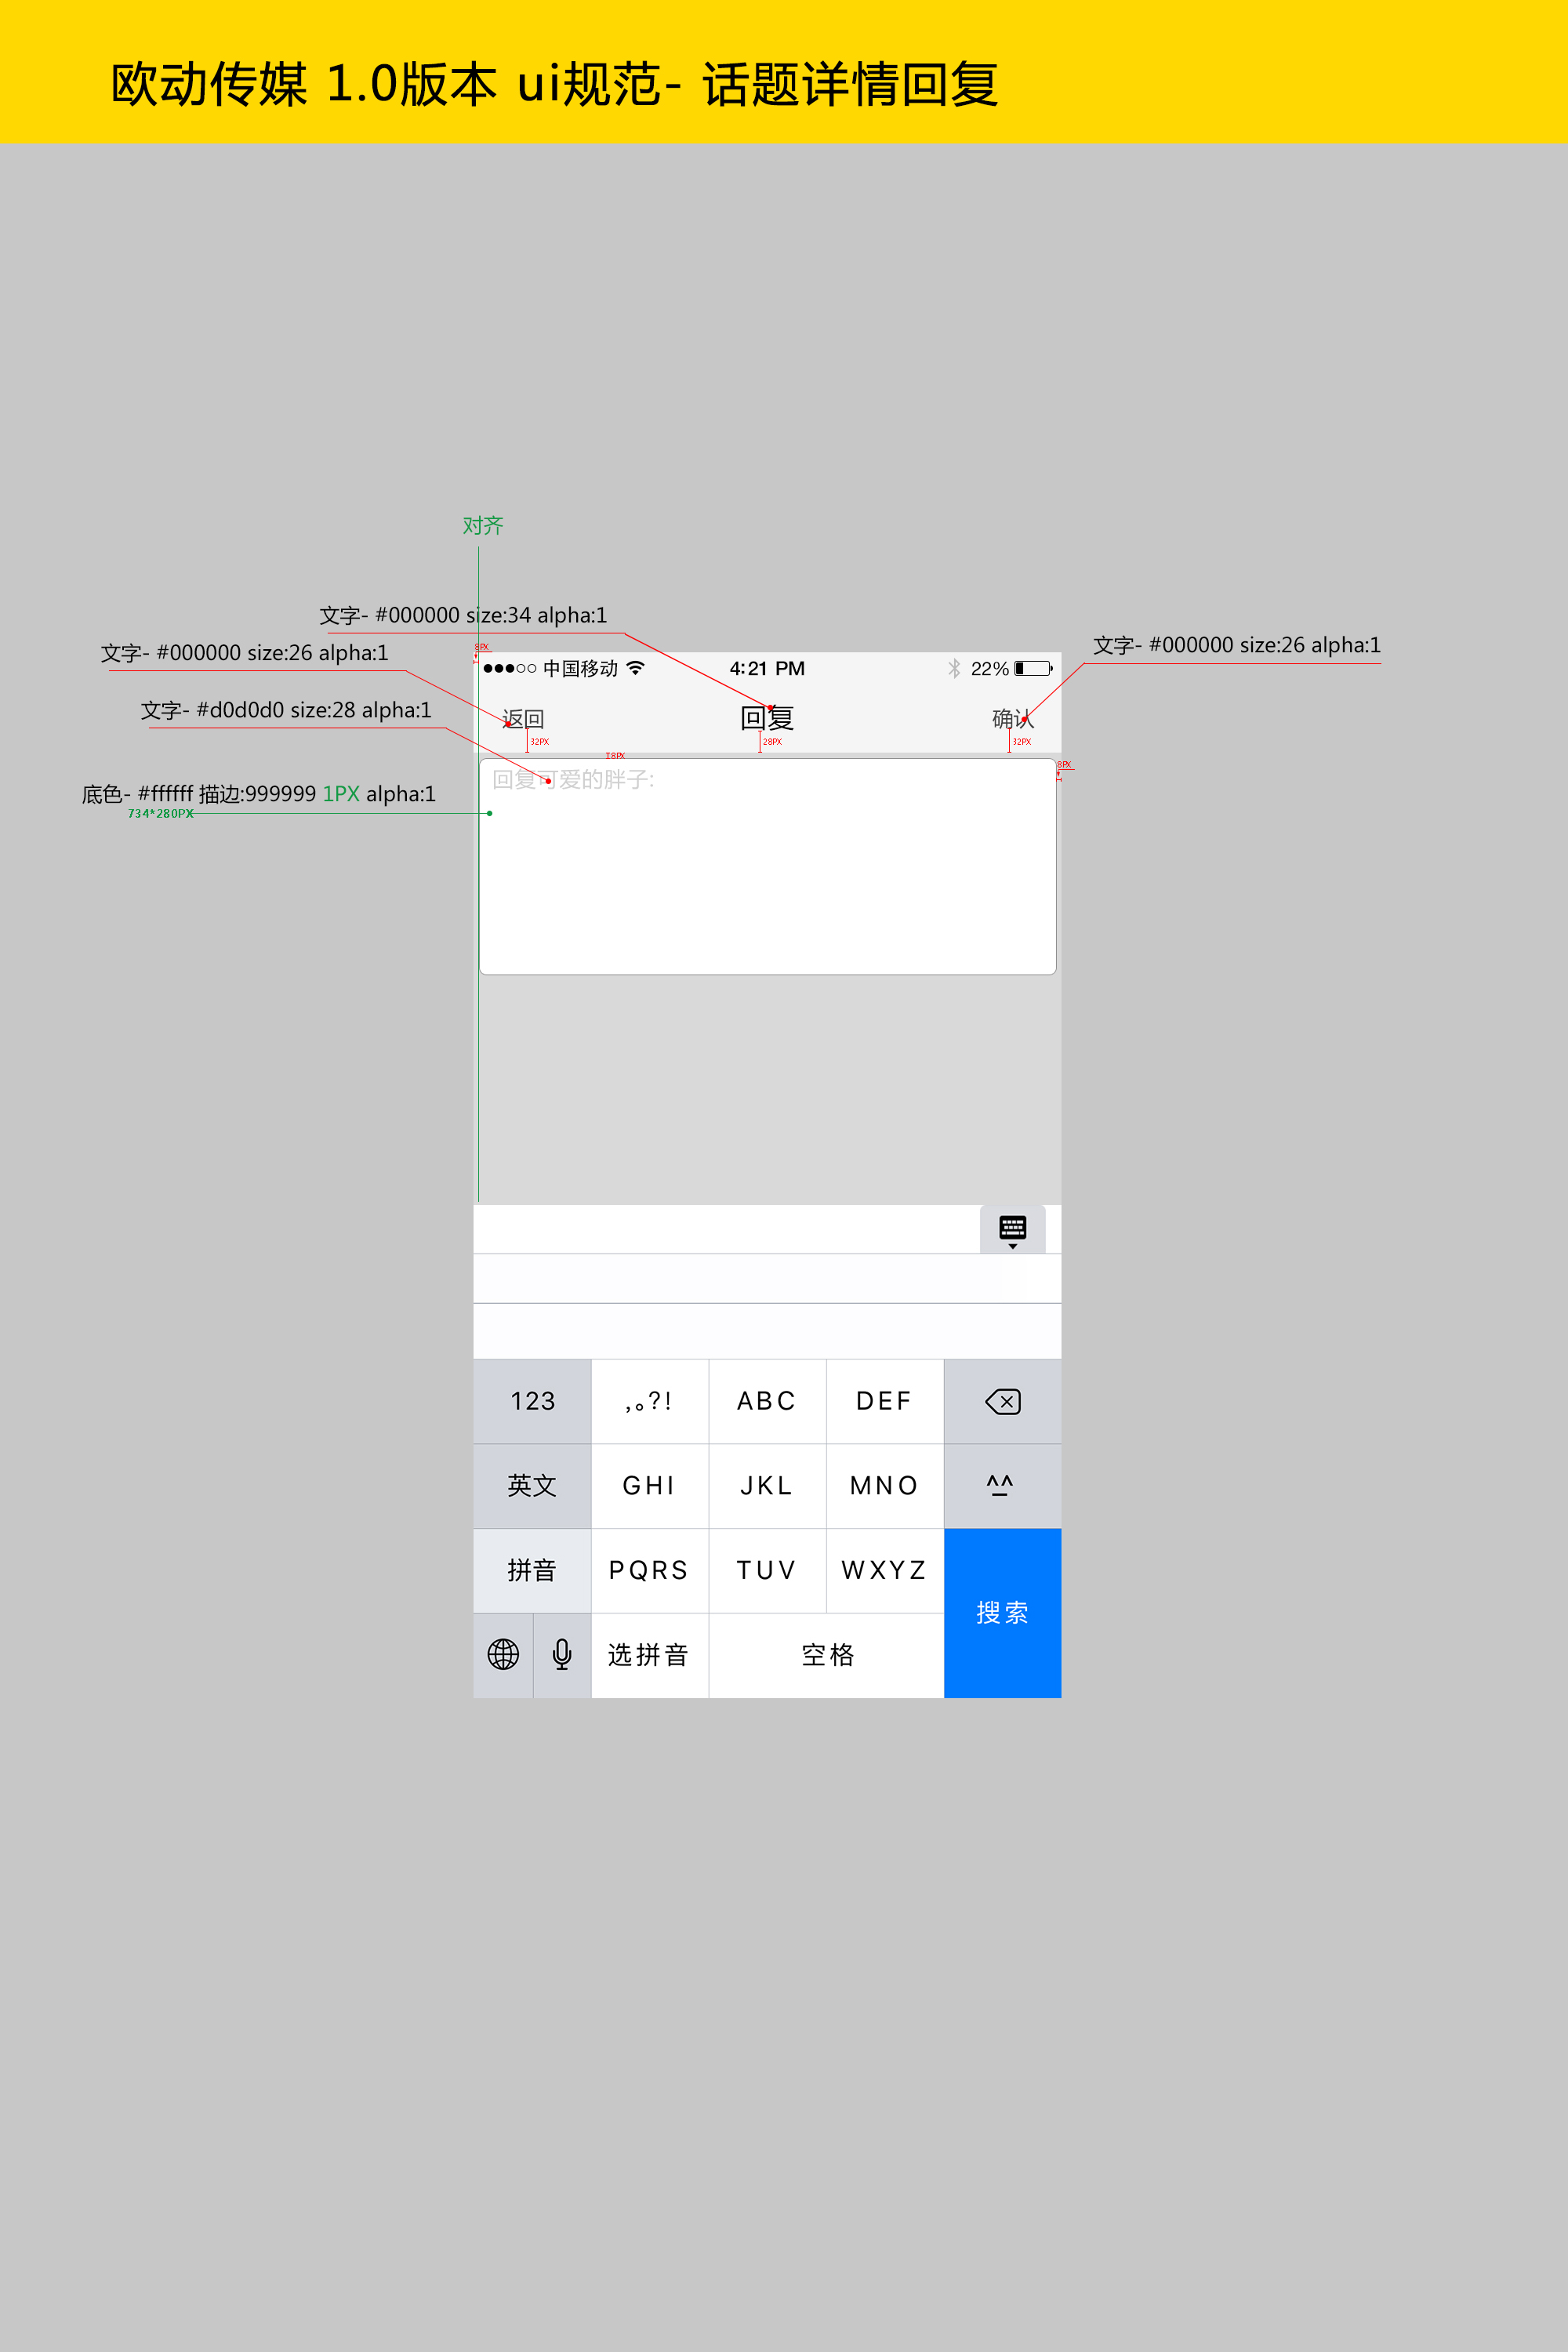 欧动传媒 1.0版本 ui规范- 话题详情回复
对齐
文字- #000000 size:34 alpha:1
文字- #000000 size:26 alpha:1
文字- #000000 size:26 alpha:1
8PX
中国移动 4:21 PM 22%
文字- #d0d0d0 size:28 alpha:1
返回 回复 确认
32PX 28PX 32PX
8PX
8PX
回复可爱的胖子:
底色- #ffffff 描边:999999 1PX alpha:1
734*280PX
123 ,。?! ABC DEF
英文 GHI JKL MNO ^_^
拼音 PQRS TUV WXYZ
搜索
选拼音 空格